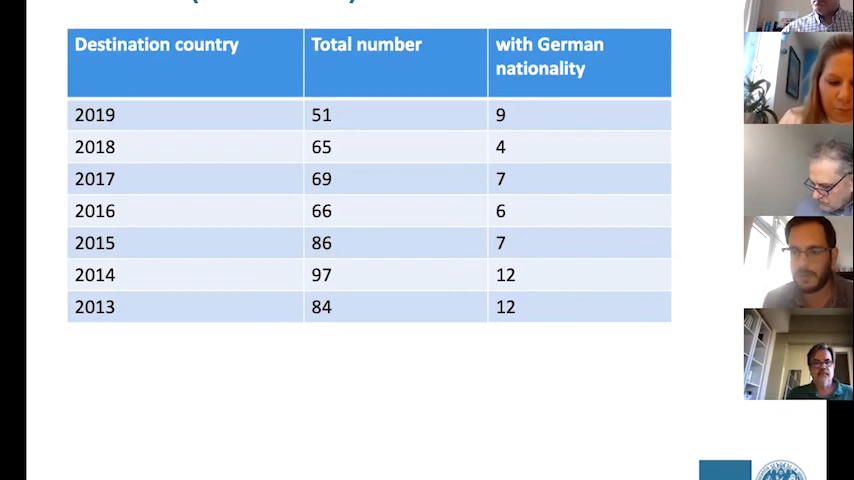 Destination country Total number with German
nationality
2019 51 9
2018 65 4
2017 69 7
2016 66 6
2015 86 7
2014 97 12
2013 84 12